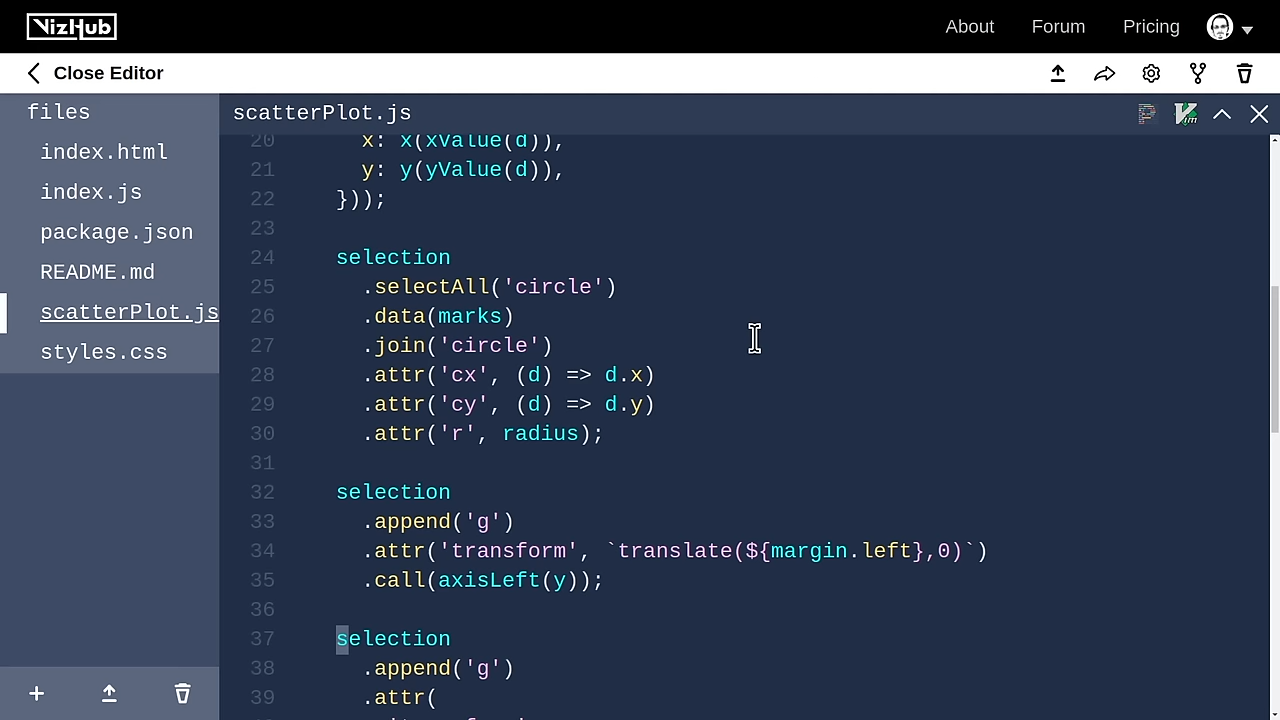 VizHub
About Forum Pricing
Close Editor
files
index.html
index.js
package.json
README.md
scatterPlot.js
styles.css
scatterPlot.js
20 x: x(xValue(d)),
21 y: y(yValue(d)),
22 }));
23
24 selection
25 .selectAll('circle')
26 .data(marks)
27 .join('circle')
28 .attr('cx', (d) => d.x)
29 .attr('cy', (d) => d.y)
30 .attr('r', radius);
31
32 selection
33 .append('g')
34 .attr('transform', `translate(${margin.left},0)`)
35 .call(axisLeft(y));
36
37 selection
38 .append('g')
39 .attr(